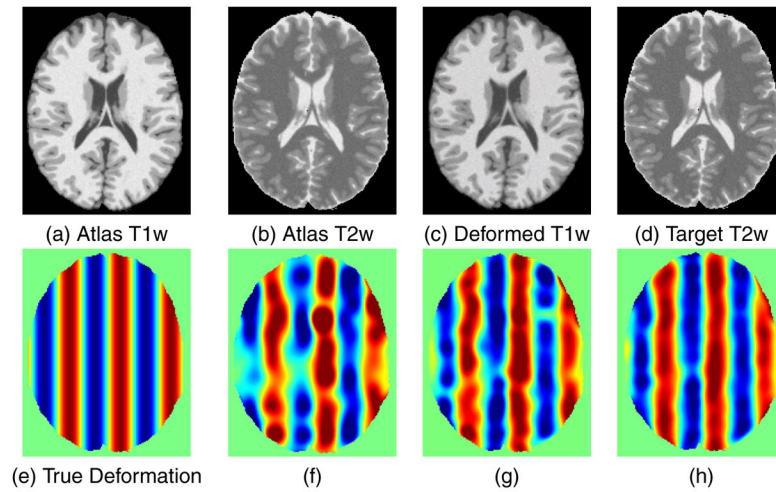 (a) Atlas T1w
(b) Atlas T2w
(c) Deformed T1w
(d) Target T2w
(e) True Deformation
(f)
(g)
(h)